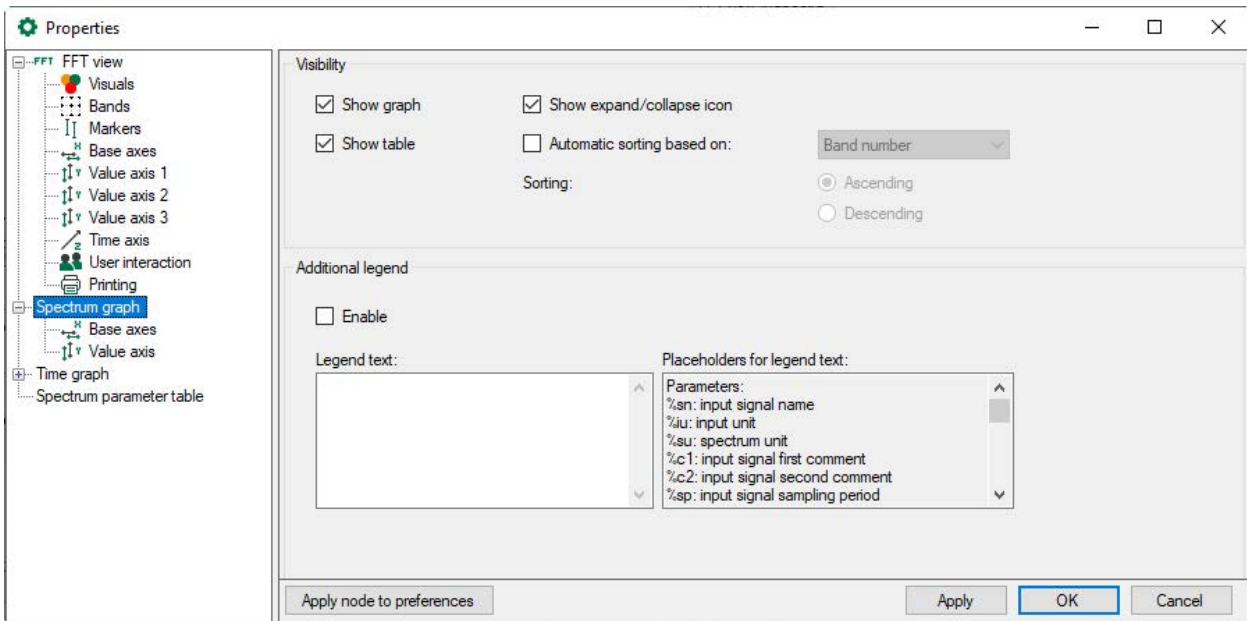 Properties
FFT FFT view
Visuals
Bands
Markers
Base axes
Value axis 1
Value axis 2
Value axis 3
Time axis
User interaction
Printing
Spectrum graph
Base axes
Value axis
Time graph
Spectrum parameter table
Visibility
Show graph
Show expand/collapse icon
Show table
Automatic sorting based on:
Band number
Sorting:
Ascending
Descending
Additional legend
Enable
Legend text:
Placeholders for legend text:
Parameters:
%sn: input signal name
%iu: input unit
%su: spectrum unit
%c1: input signal first comment
%c2: input signal second comment
%sp: input signal sampling period
Apply node to preferences
Apply
OK
Cancel